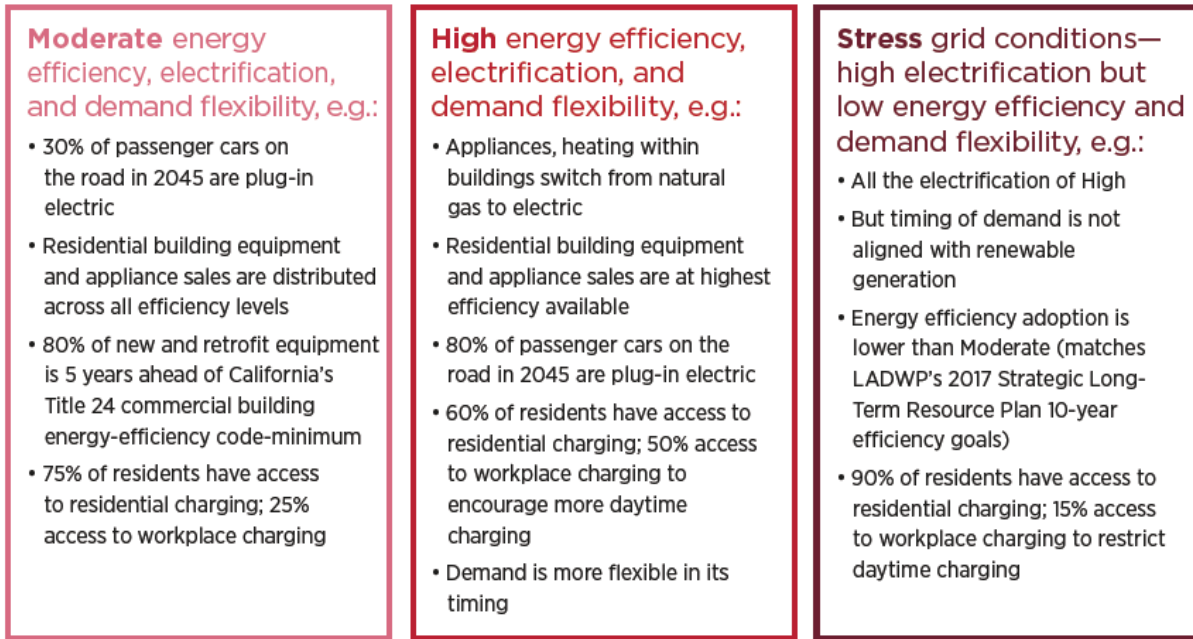 Moderate energy
efficiency, electrification,
and demand flexibility, e.g.:
• 30% of passenger cars on
the road in 2045 are plug-in
electric
• Residential building equipment
and appliance sales are distributed
across all efficiency levels
• 80% of new and retrofit equipment
is 5 years ahead of California's
Title 24 commercial building
energy-efficiency code-minimum
• 75% of residents have access
to residential charging; 25%
access to workplace charging
High energy efficiency,
electrification, and
demand flexibility, e.g.:
• Appliances, heating within
buildings switch from natural
gas to electric
• Residential building equipment
and appliance sales are at highest
efficiency available
• 80% of passenger cars on the
road in 2045 are plug-in electric
• 60% of residents have access to
residential charging; 50% access
to workplace charging to
encourage more daytime
charging
• Demand is more flexible in its
timing
Stress grid conditions—
high electrification but
low energy efficiency and
demand flexibility, e.g.:
• All the electrification of High
• But timing of demand is not
aligned with renewable
generation
• Energy efficiency adoption is
lower than Moderate (matches
LADWP's 2017 Strategic Long-
Term Resource Plan 10-year
efficiency goals)
• 90% of residents have access to
residential charging; 15% access
to workplace charging to restrict
daytime charging